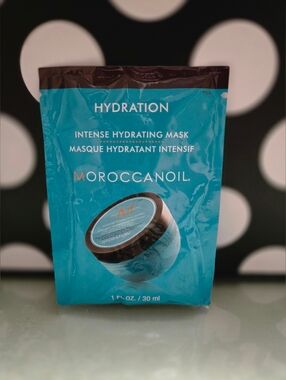 HYDRATION
INTENSE HYDRATING MASK
MASQUE HYDRATANT INTENSIF
MOROCCANOIL.
1 FL. OZ. / 30 ml